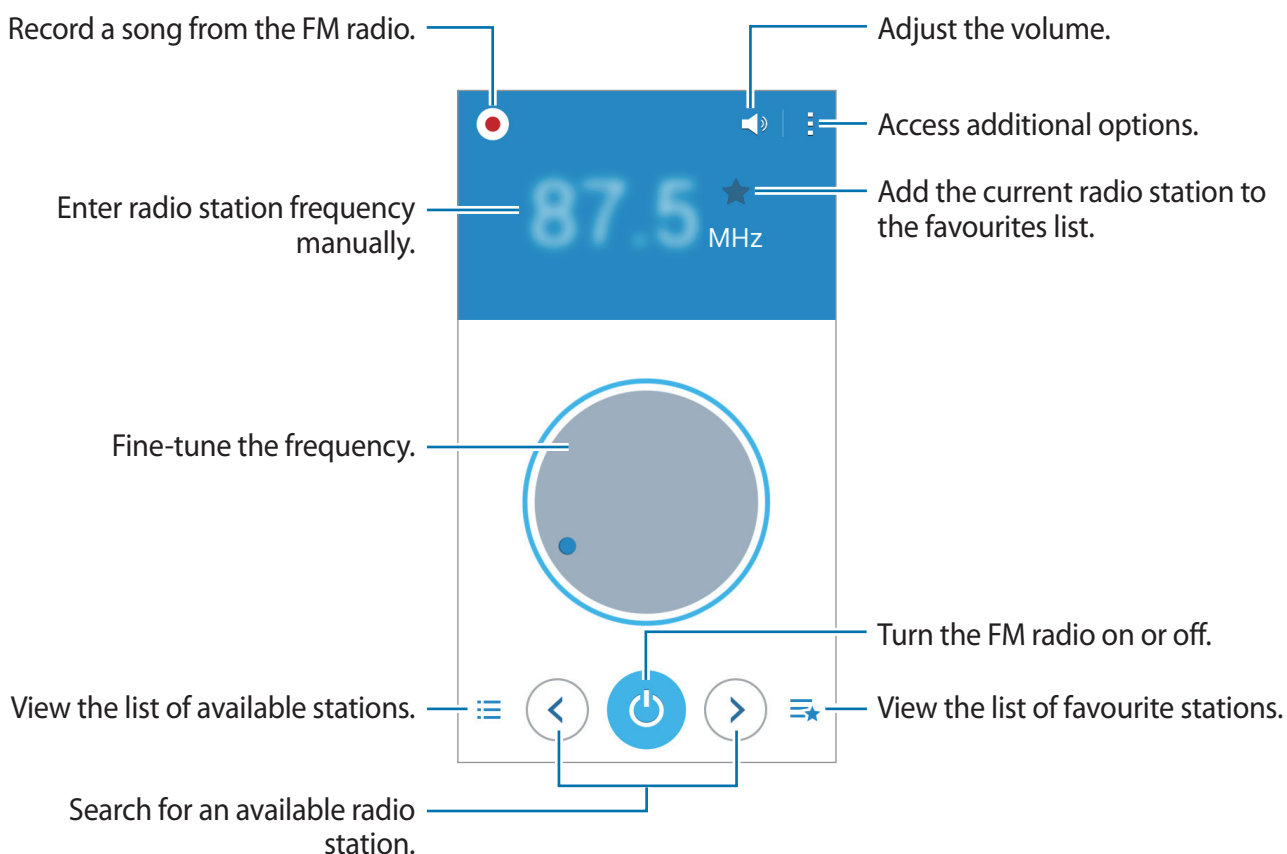 Record a song from the FM radio.
Adjust the volume.
Access additional options.
Enter radio station frequency
manually.
87.5
MHz
Add the current radio station to
the favourites list.
Fine-tune the frequency.
Turn the FM radio on or off.
View the list of available stations.
View the list of favourite stations.
Search for an available radio
station.